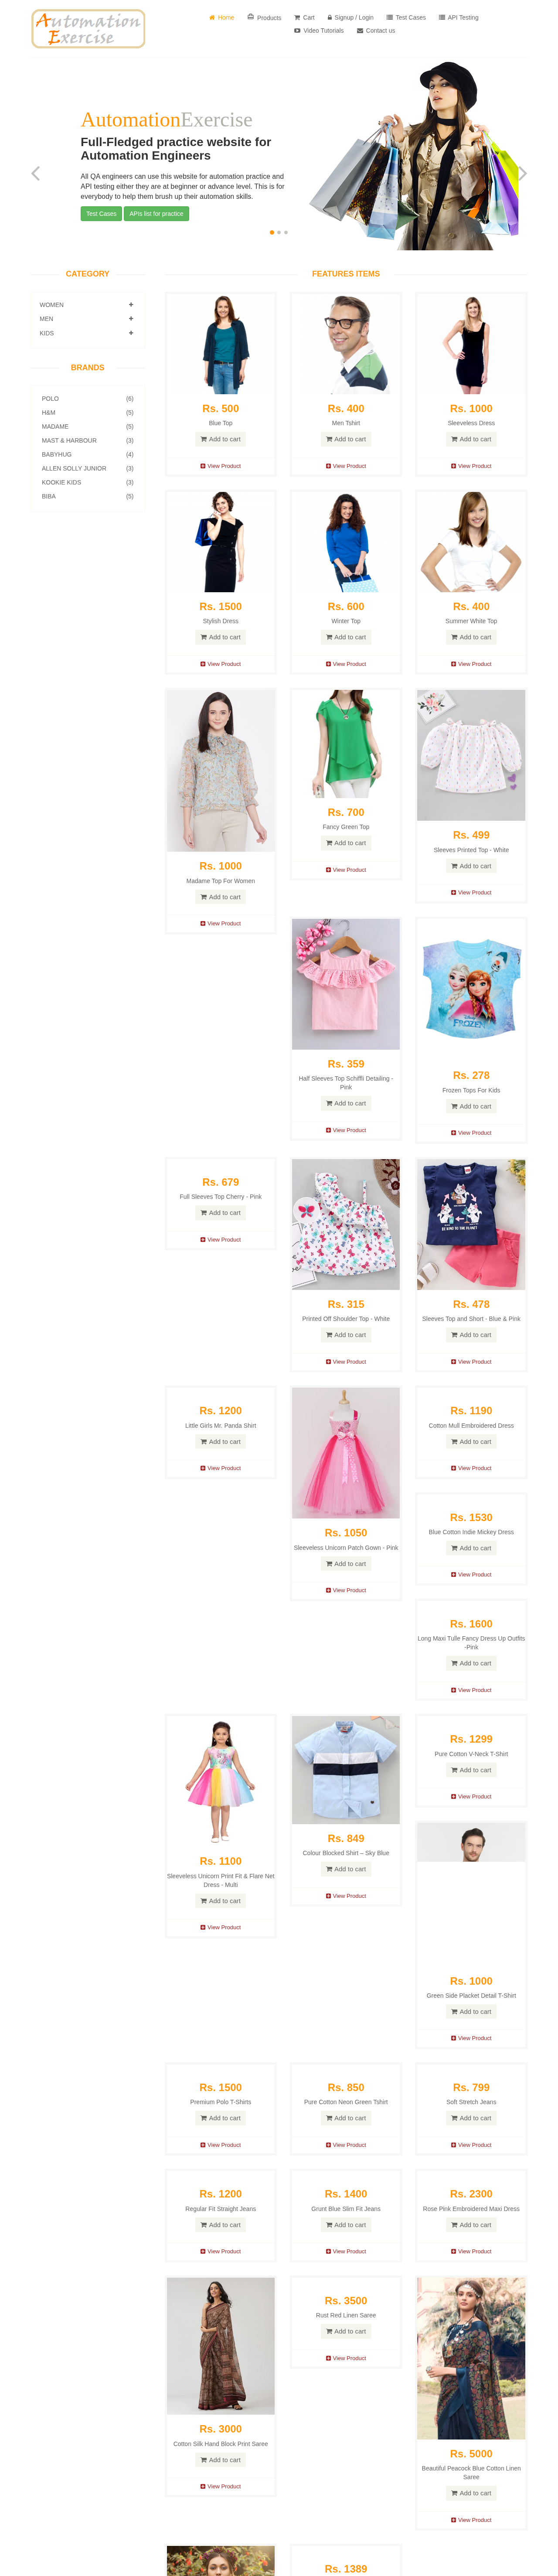 Automation
Exercise
Home
Products
Cart
Signup / Login
Test Cases
API Testing
Video Tutorials
Contact us
AutomationExercise
Full-Fledged practice website for
Automation Engineers
All QA engineers can use this website for automation practice and
API testing either they are at beginner or advance level. This is for
everybody to help them brush up their automation skills.
Test Cases
APIs list for practice
CATEGORY
WOMEN
MEN
KIDS
BRANDS
POLO (6)
H&M (5)
MADAME (5)
MAST & HARBOUR (3)
BABYHUG (4)
ALLEN SOLLY JUNIOR (3)
KOOKIE KIDS (3)
BIBA (5)
FEATURES ITEMS
Rs. 500
Blue Top
Add to cart
View Product
Rs. 400
Men Tshirt
Add to cart
View Product
Rs. 1000
Sleeveless Dress
Add to cart
View Product
Rs. 1500
Stylish Dress
Add to cart
View Product
Rs. 600
Winter Top
Add to cart
View Product
Rs. 400
Summer White Top
Add to cart
View Product
Rs. 1000
Madame Top For Women
Add to cart
View Product
Rs. 700
Fancy Green Top
Add to cart
View Product
Rs. 499
Sleeves Printed Top - White
Add to cart
View Product
Rs. 359
Half Sleeves Top Schiffli Detailing -
Pink
Add to cart
View Product
FROZEN
Rs. 278
Frozen Tops For Kids
Add to cart
View Product
Rs. 679
Full Sleeves Top Cherry - Pink
Add to cart
View Product
Rs. 315
Printed Off Shoulder Top - White
Add to cart
View Product
BE KIND TO THE PLANET
Rs. 478
Sleeves Top and Short - Blue & Pink
Add to cart
View Product
Rs. 1200
Little Girls Mr. Panda Shirt
Add to cart
View Product
Rs. 1050
Sleeveless Unicorn Patch Gown - Pink
Add to cart
View Product
Rs. 1190
Cotton Mull Embroidered Dress
Add to cart
View Product
Rs. 1530
Blue Cotton Indie Mickey Dress
Add to cart
View Product
Rs. 1600
Long Maxi Tulle Fancy Dress Up Outfits
-Pink
Add to cart
View Product
Rs. 1100
Sleeveless Unicorn Print Fit & Flare Net
Dress - Multi
Add to cart
View Product
Rs. 849
Colour Blocked Shirt – Sky Blue
Add to cart
View Product
Rs. 1299
Pure Cotton V-Neck T-Shirt
Add to cart
View Product
Rs. 1000
Green Side Placket Detail T-Shirt
Add to cart
View Product
Rs. 1500
Premium Polo T-Shirts
Add to cart
View Product
Rs. 850
Pure Cotton Neon Green Tshirt
Add to cart
View Product
Rs. 799
Soft Stretch Jeans
Add to cart
View Product
Rs. 1200
Regular Fit Straight Jeans
Add to cart
View Product
Rs. 1400
Grunt Blue Slim Fit Jeans
Add to cart
View Product
Rs. 2300
Rose Pink Embroidered Maxi Dress
Add to cart
View Product
Rs. 3000
Cotton Silk Hand Block Print Saree
Add to cart
View Product
Rs. 3500
Rust Red Linen Saree
Add to cart
View Product
Rs. 5000
Beautiful Peacock Blue Cotton Linen
Saree
Add to cart
View Product
Rs. 1389